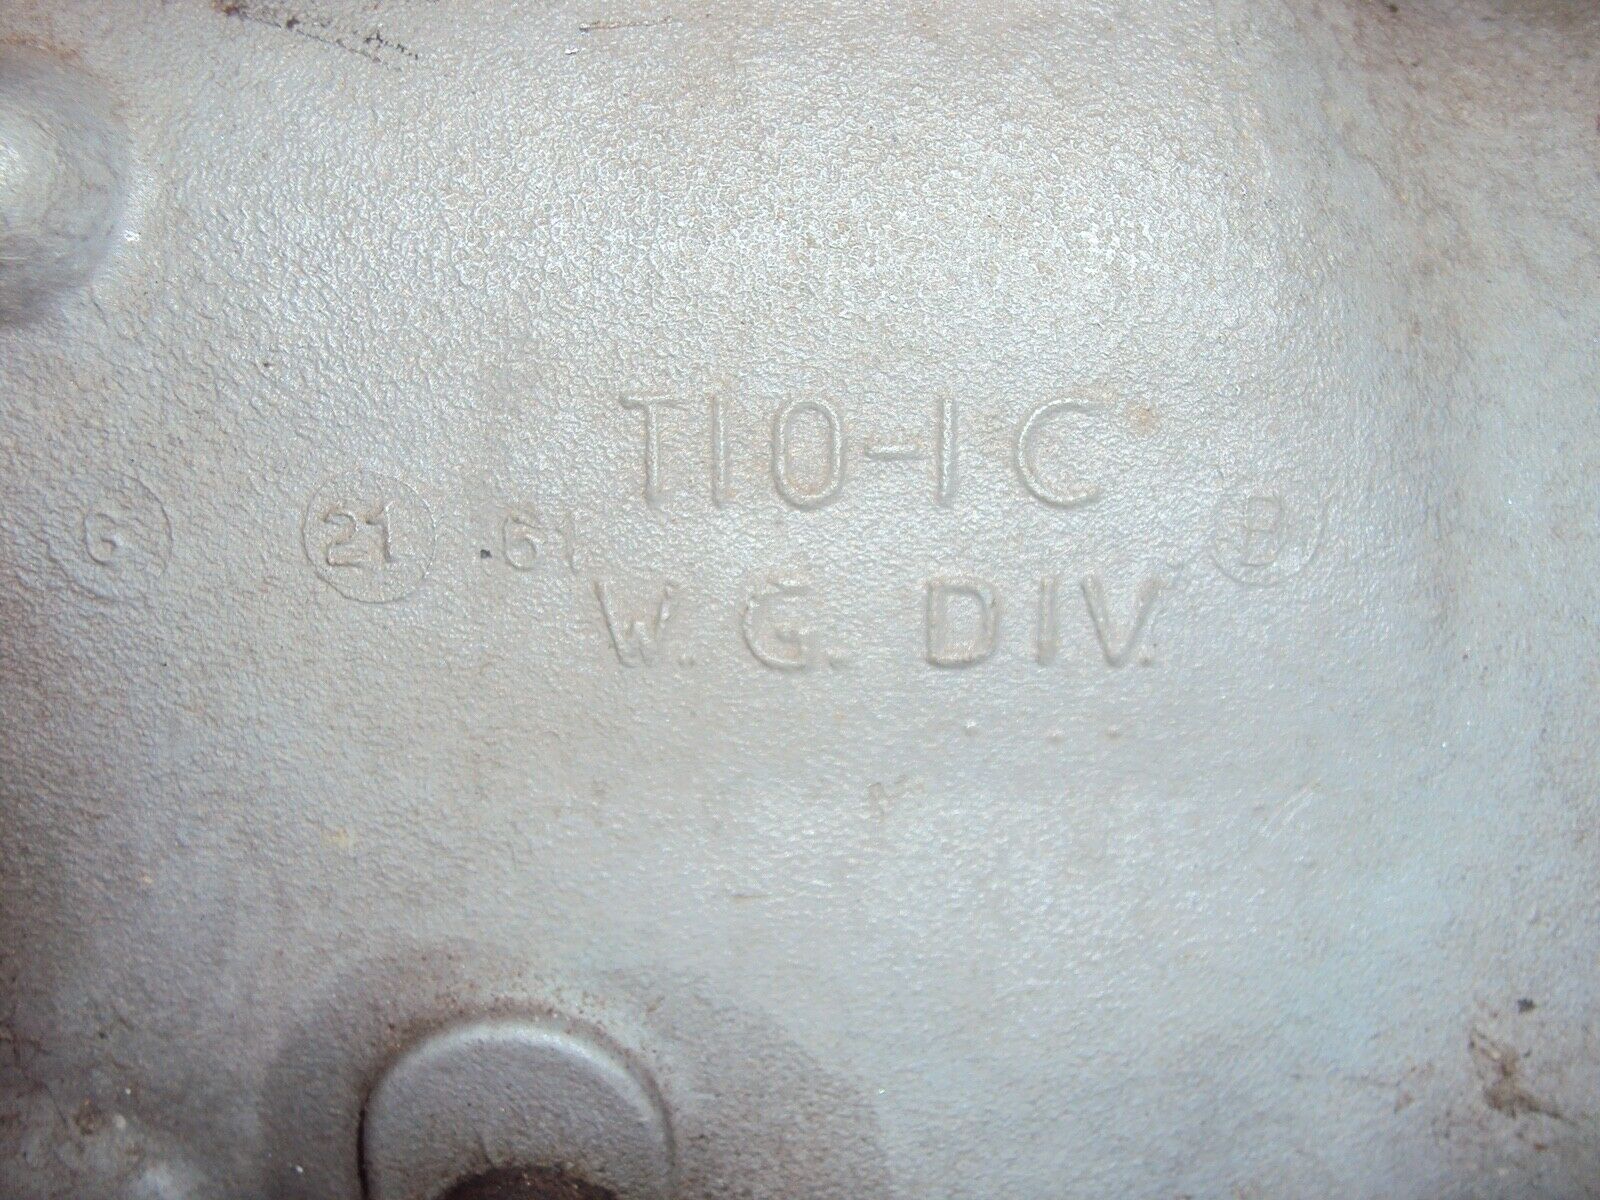 T10-1C
G 21 61 B
W. G. DIV.